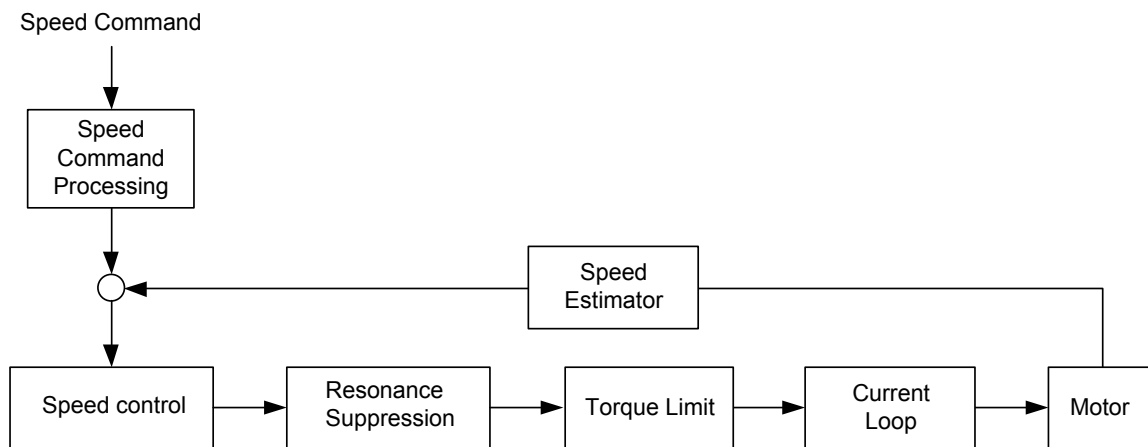 Speed Command
Speed
Command
Processing
Speed
Estimator
Speed control
Resonance
Suppression
Torque Limit
Current
Loop
Motor